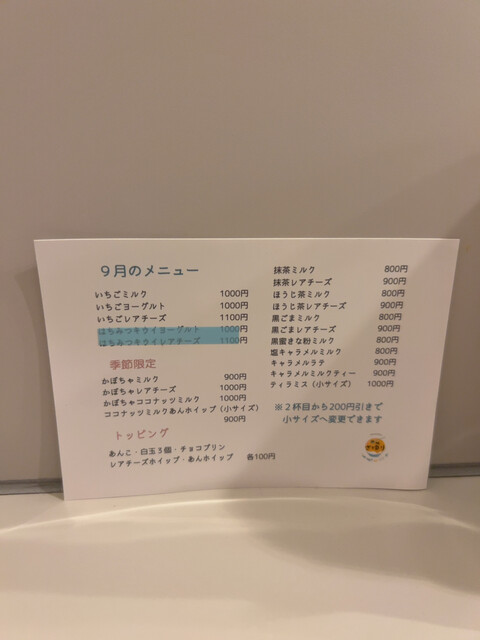 9月のメニュー
いちごミルク 1000円
いちごヨーグルト 1000円
いちごレアチーズ 1100円
はちみつキウイヨーグルト 1000円
はちみつキウイレアチーズ 1100円
季節限定
かぼちゃミルク 900円
かぼちゃレアチーズ 1000円
かぼちゃココナッツミルク 1000円
ココナッツミルクあんホイップ (小サイズ)
900円
トッピング
あんこ・白玉3個・チョコプリン
レアチーズホイップ・あんホイップ 各100円
抹茶ミルク 800円
抹茶レアチーズ 900円
ほうじ茶ミルク 800円
ほうじ茶レアチーズ 900円
黒ごまミルク 800円
黒ごまレアチーズ 900円
黒蜜きな粉ミルク 800円
塩キャラメルミルク 800円
キャラメルラテ 900円
キャラメルミルクティー 900円
ティラミス (小サイズ) 1000円
※2杯目から200円引きで
小サイズへ変更できます